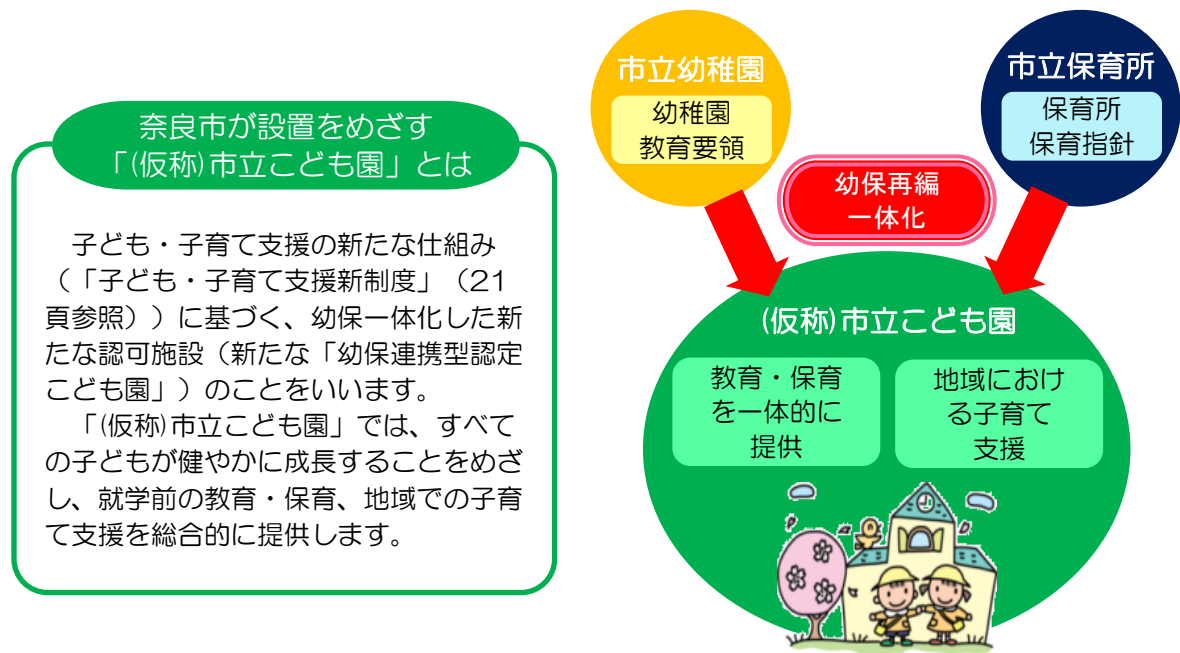 奈良市が設置をめざす
「(仮称)市立こども園」とは
子ども・子育て支援の新たな仕組み
(「子ども・子育て支援新制度」(21
頁参照))に基づく、幼保一体化した新
たな認可施設(新たな「幼保連携型認定
こども園」)のことをいいます。
「(仮称)市立こども園」では、すべて
の子どもが健やかに成長することをめざ
し、就学前の教育・保育、地域での子育
て支援を総合的に提供します。
市立幼稚園
幼稚園
教育要領
市立保育所
保育所
保育指針
幼保再編
一体化
(仮称)市立こども園
教育・保育
を一体的に
提供
地域におけ
る子育て
支援